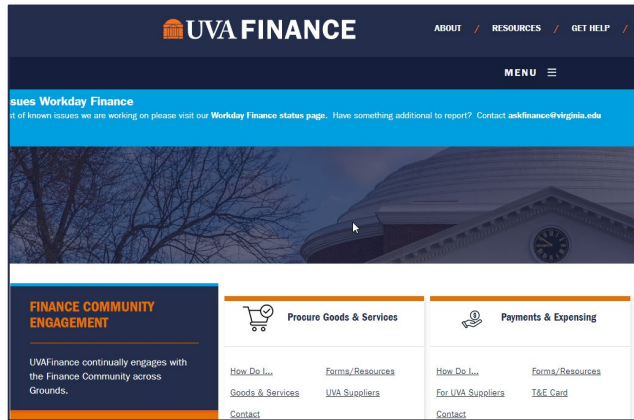 UVA FINANCE
ABOUT / RESOURCES / GET HELP /
MENU
ssues Workday Finance
st of known issues we are working on please visit our Workday Finance status page. Have something additional to report? Contact askfinance@virginia.edu
FINANCE COMMUNITY
ENGAGEMENT
UVAFinance continually engages with
the Finance Community across
Grounds.
Procure Goods & Services
How Do I... Forms/Resources
Goods & Services UVA Suppliers
Contact
Payments & Expensing
How Do I... Forms/Resources
For UVA Suppliers T&E Card
Contact